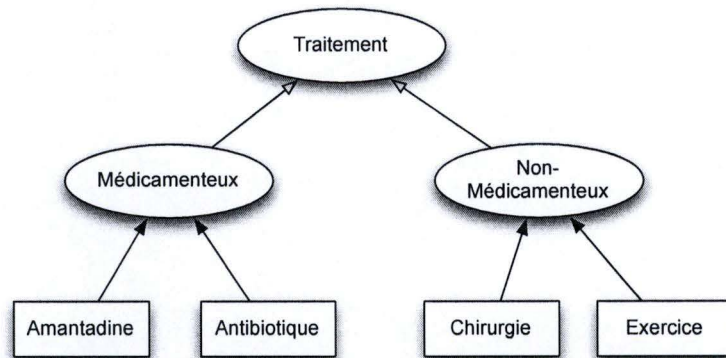 Traitement
Médicamenteux
Non-
Médicamenteux
Amantadine
Antibiotique
Chirurgie
Exercice